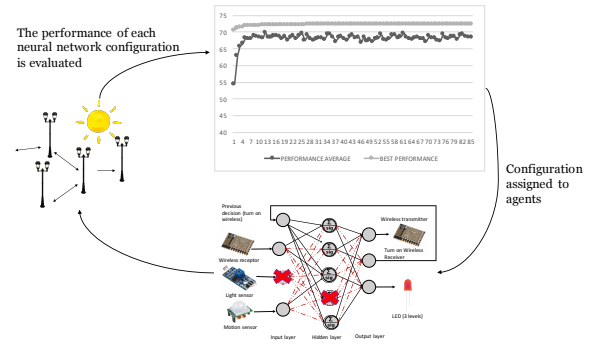 The performance of each
neural network configuration
is evaluated
75
70
65
60
55
50
45
40
1 4 7 10 13 16 19 22 25 28 31 34 37 40 43 46 49 52 55 58 61 64 67 70 73 76 79 82 85
PERFORMANCE AVERAGE
BEST PERFORMANCE
Configuration
assigned to
agents
Previous
decision (turn on
wireless)
Wireless transmitter
Wireless receptor
Turn on Wireless
Receiver
Light sensor
Motion sensor
LED (3 levels)
Input layer
Hidden layer
Output layer